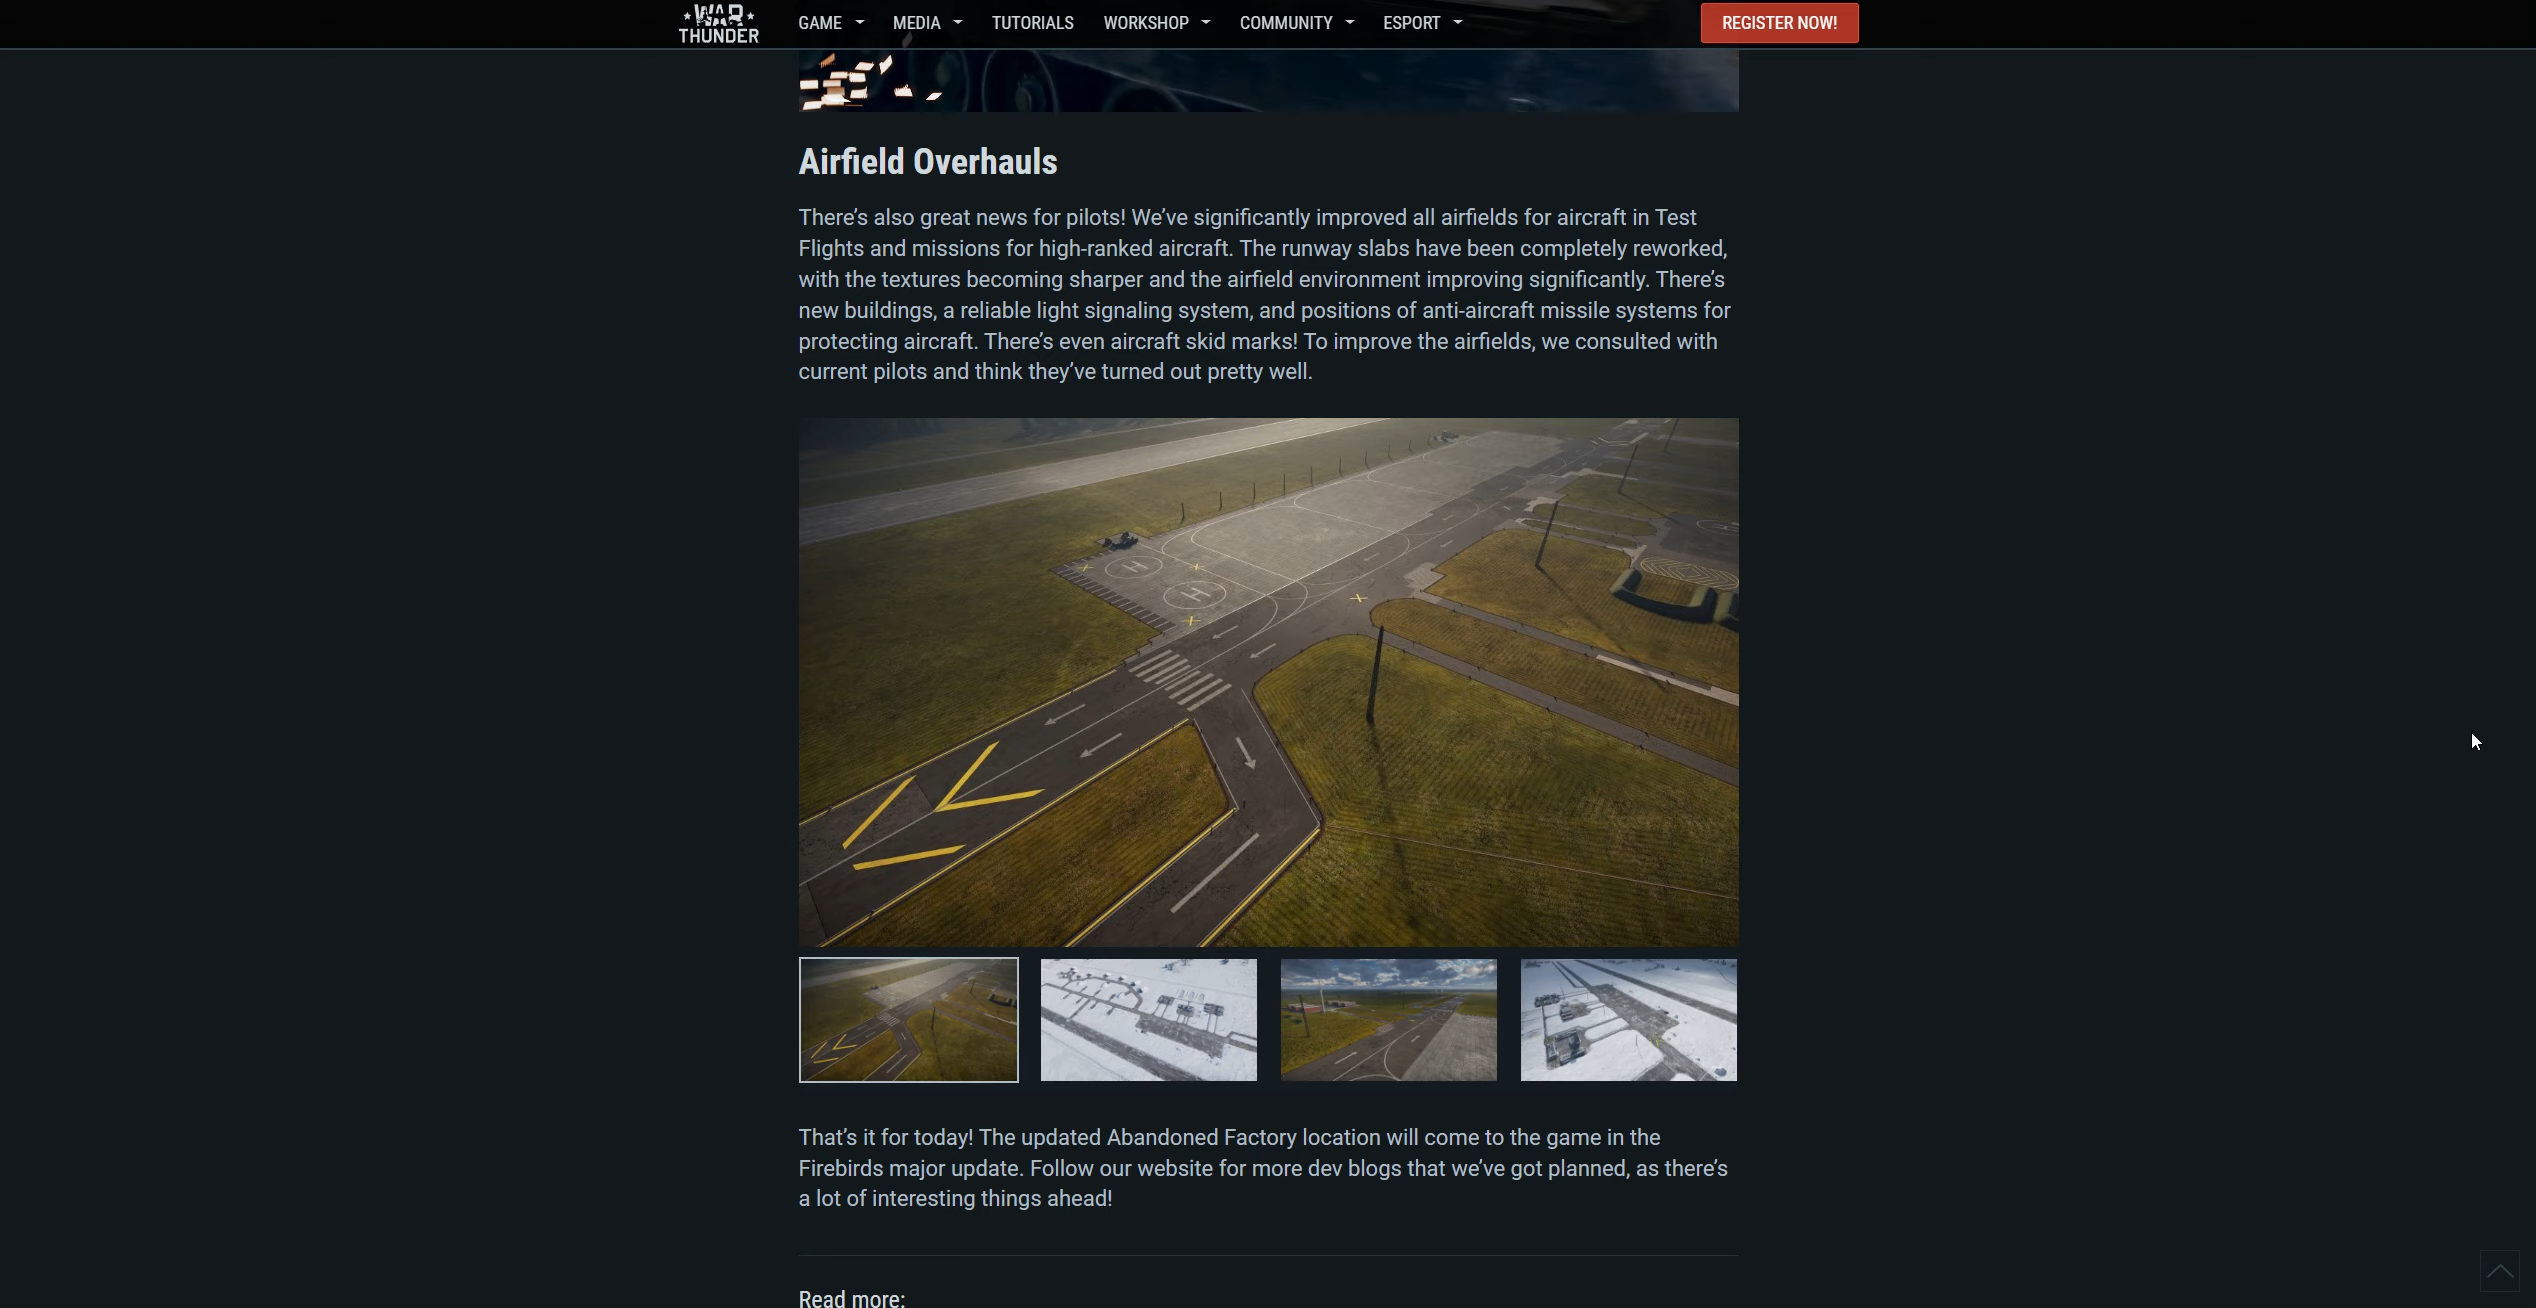 WAR
THUNDER
GAME
MEDIA
TUTORIALS
WORKSHOP
COMMUNITY
ESPORT
REGISTER NOW!
Airfield Overhauls
There’s also great news for pilots! We’ve significantly improved all airfields for aircraft in Test
Flights and missions for high-ranked aircraft. The runway slabs have been completely reworked,
with the textures becoming sharper and the airfield environment improving significantly. There’s
new buildings, a reliable light signaling system, and positions of anti-aircraft missile systems for
protecting aircraft. There’s even aircraft skid marks! To improve the airfields, we consulted with
current pilots and think they’ve turned out pretty well.
H
H
That’s it for today! The updated Abandoned Factory location will come to the game in the
Firebirds major update. Follow our website for more dev blogs that we’ve got planned, as there’s
a lot of interesting things ahead!
Read more: